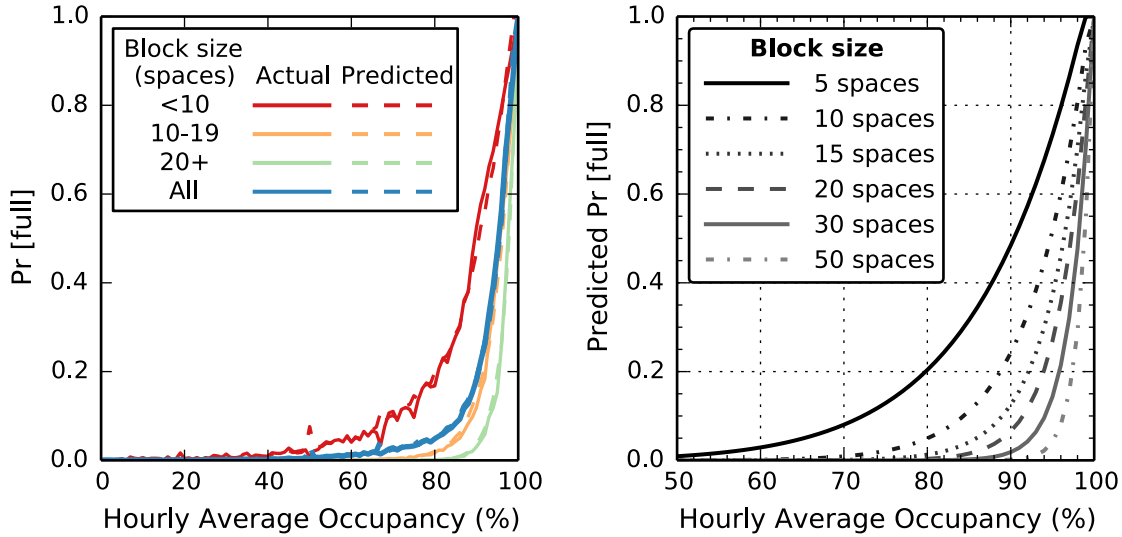 Pr [full]
1.0
0.8
0.6
0.4
0.2
0.0
Block size
(spaces) Actual Predicted
<10
10-19
20+
All
0 20 40 60 80 100
Hourly Average Occupancy (%)
Predicted Pr [full]
1.0
0.8
0.6
0.4
0.2
0.0
Block size
5 spaces
10 spaces
15 spaces
20 spaces
30 spaces
50 spaces
50 60 70 80 90 100
Hourly Average Occupancy (%)